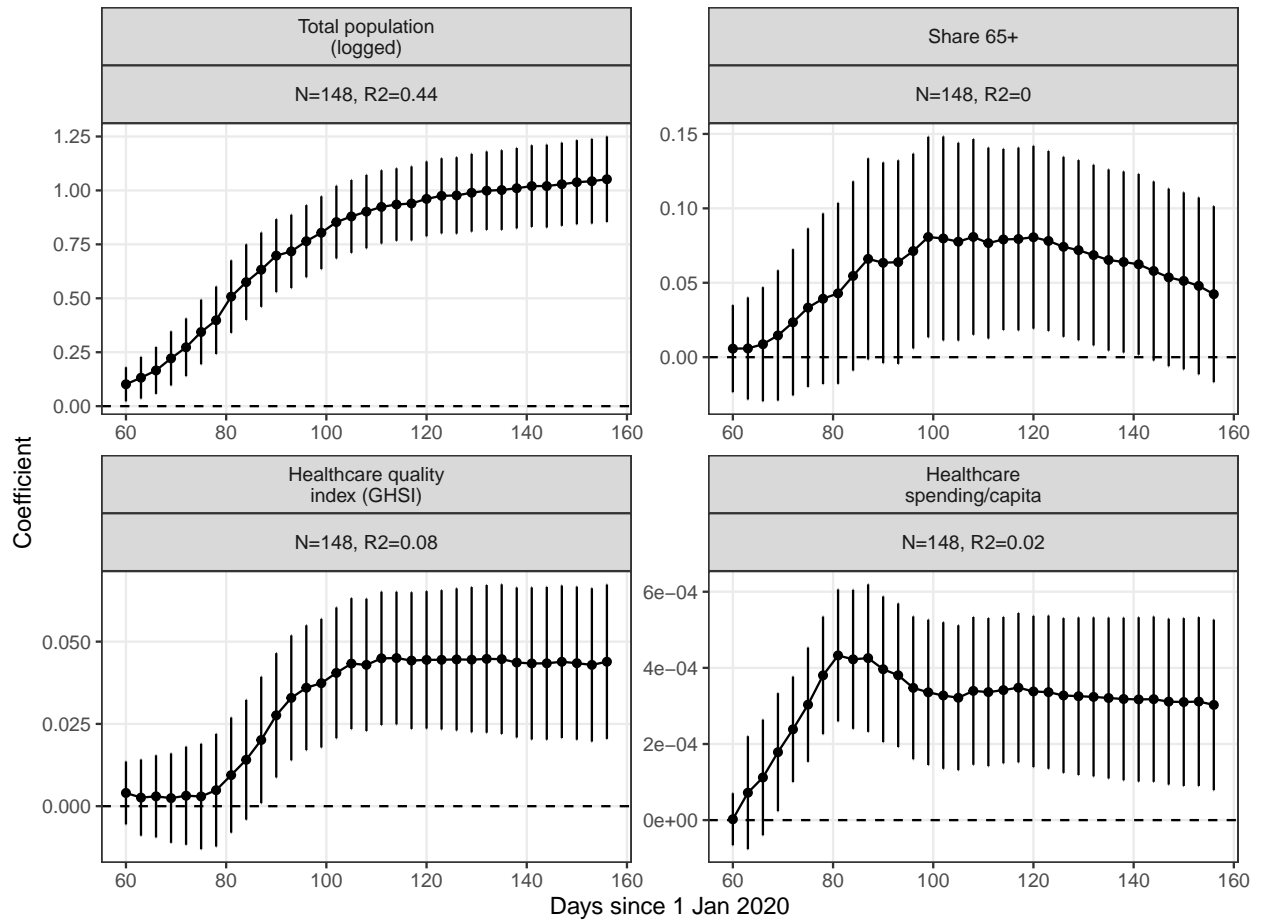 Total population
(logged)
N=148, R2=0.44
1.25
1.00
0.75
0.50
0.25
0.00
60 80 100 120 140 160
Share 65+
N=148, R2=0
0.15
0.10
0.05
0.00
60 80 100 120 140 160
Healthcare quality
index (GHSI)
N=148, R2=0.08
0.050
0.025
0.000
60 80 100 120 140 160
Healthcare
spending/capita
N=148, R2=0.02
6e−04
4e−04
2e−04
0e+00
60 80 100 120 140 160
Coefficient
Days since 1 Jan 2020